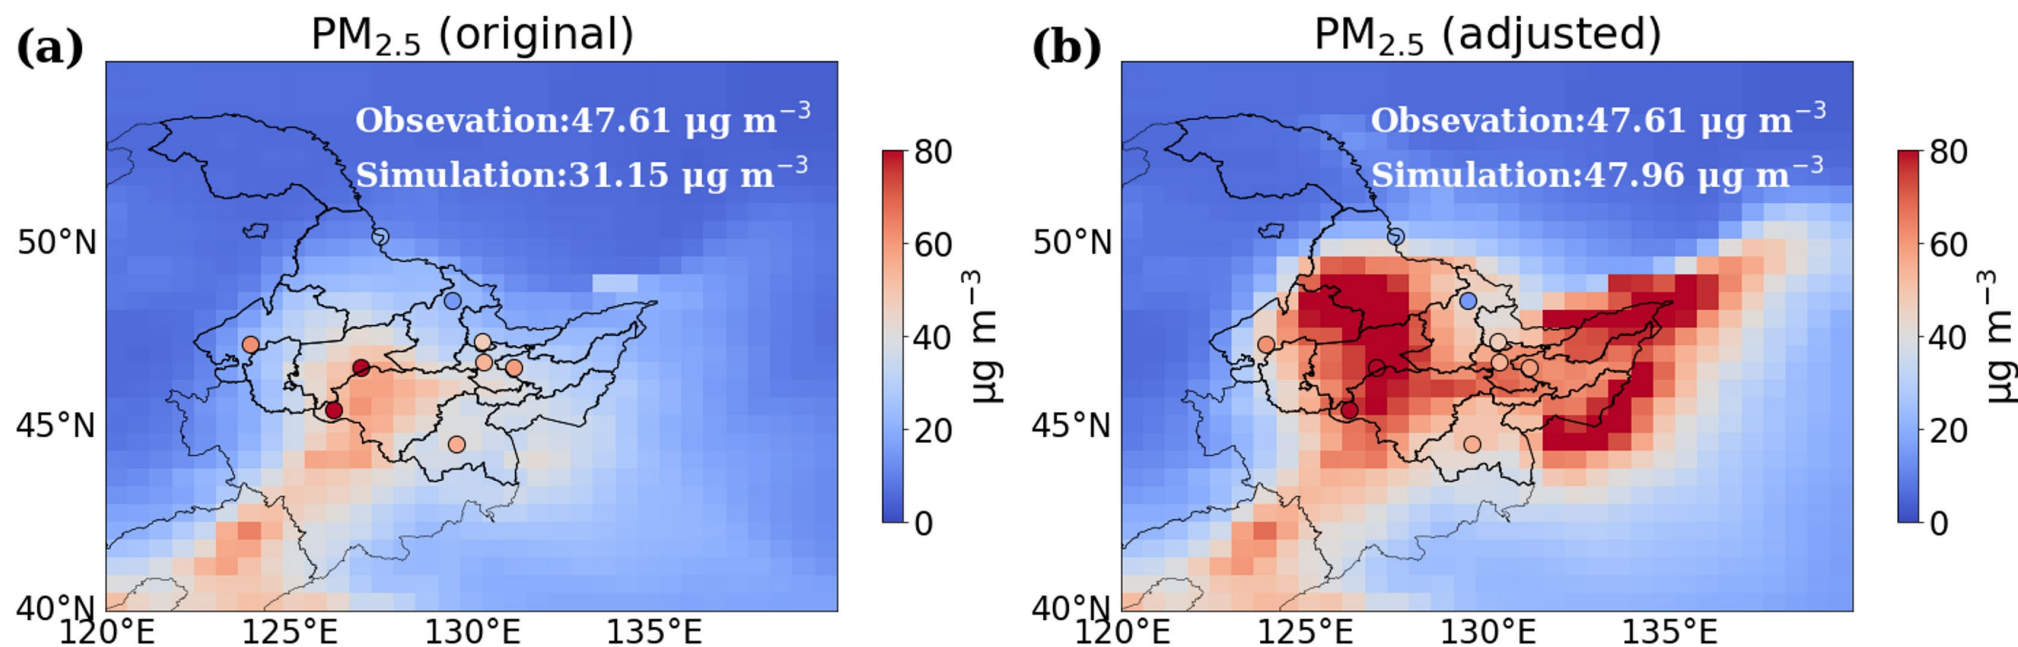 (a)
PM2.5 (original)
Obsevation:47.61 μg m−3
Simulation:31.15 μg m−3
50°N
45°N
40°N
120°E
125°E
130°E
135°E
80
60
40
20
0
μg m−3
(b)
PM2.5 (adjusted)
Obsevation:47.61 μg m−3
Simulation:47.96 μg m−3
50°N
45°N
40°N
120°E
125°E
130°E
135°E
80
60
40
20
0
μg m−3